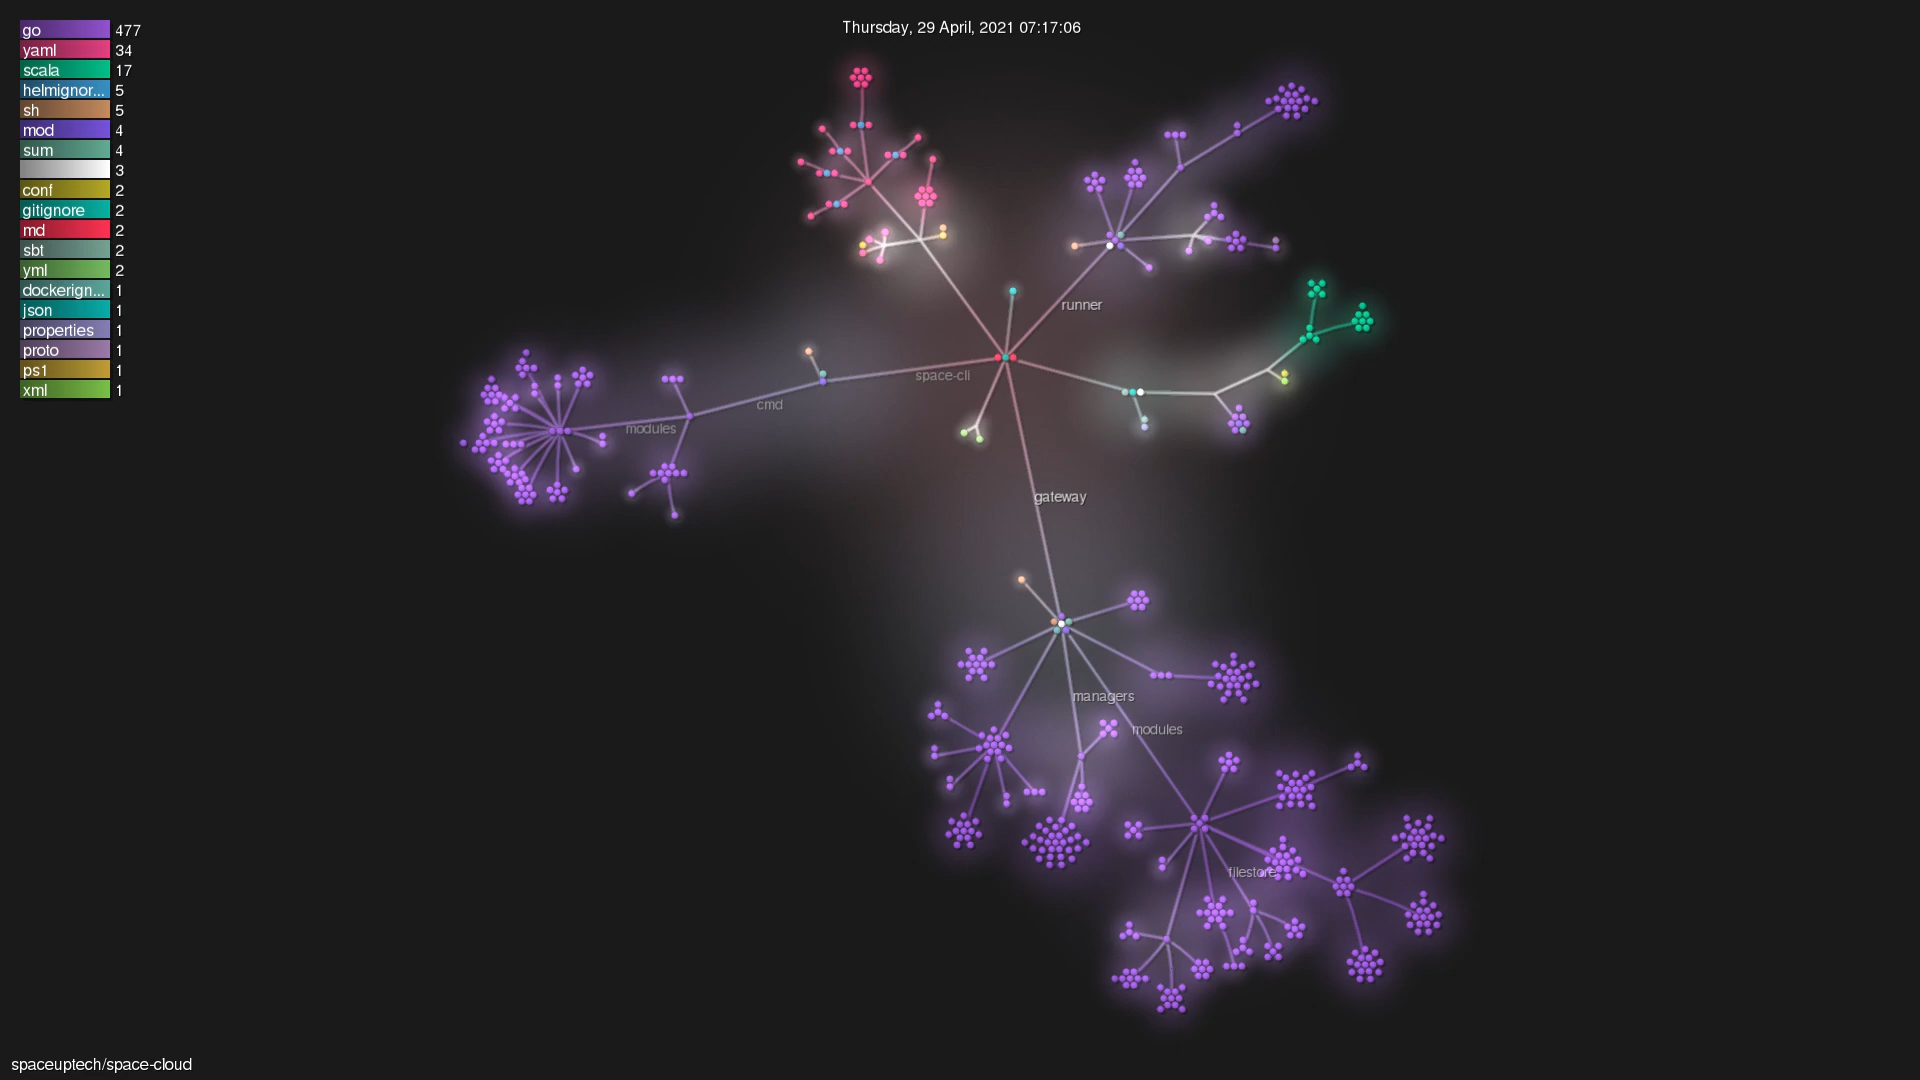 Thursday, 29 April, 2021 07:17:06
go 477
yaml 34
scala 17
helmignor... 5
sh 5
mod 4
sum 4
3
conf 2
gitignore 2
md 2
sbt 2
yml 2
dockerign... 1
json 1
properties 1
proto 1
ps1 1
xml 1
runner
space-cli
cmd
modules
gateway
managers
modules
filestore
spaceuptech/space-cloud